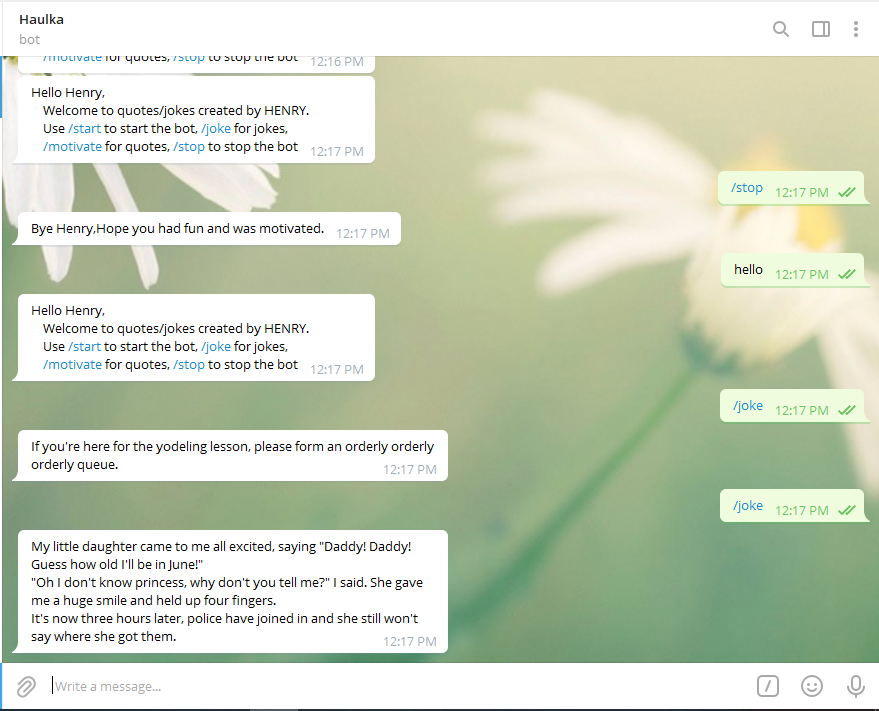 Haulka
bot
/motivate for quotes, /stop to stop the bot 12:16 PM
Hello Henry,
Welcome to quotes/jokes created by HENRY.
Use /start to start the bot, /joke for jokes,
/motivate for quotes, /stop to stop the bot 12:17 PM
/stop 12:17 PM
Bye Henry,Hope you had fun and was motivated. 12:17 PM
hello 12:17 PM
Hello Henry,
Welcome to quotes/jokes created by HENRY.
Use /start to start the bot, /joke for jokes,
/motivate for quotes, /stop to stop the bot 12:17 PM
/joke 12:17 PM
If you're here for the yodeling lesson, please form an orderly orderly
orderly queue. 12:17 PM
/joke 12:17 PM
My little daughter came to me all excited, saying "Daddy! Daddy!
Guess how old I'll be in June!"
"Oh I don't know princess, why don't you tell me?" I said. She gave
me a huge smile and held up four fingers.
It's now three hours later, police have joined in and she still won't
say where she got them. 12:17 PM
Write a message...